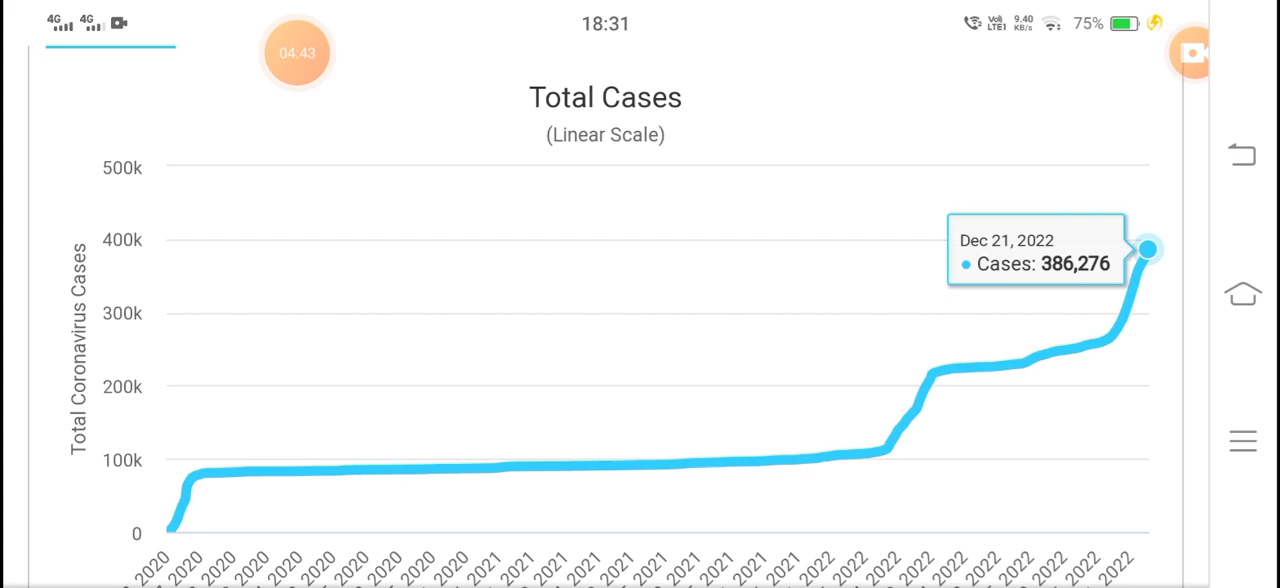 4G 4G 18:31 VoI) LTE1 9.40 KB/s 75%
04:43
Total Cases
(Linear Scale)
500k
400k
300k
200k
100k
0
Total Coronavirus Cases
Dec 21, 2022
Cases: 386,276
2020 2020 2020 2020 2020 2020 2020 2020 2020 2020 2021 2021 2021 2021 2021 2021 2021 2021 2021 2021 2022 2022 2022 2022 2022 2022 2022 2022 2022 2022